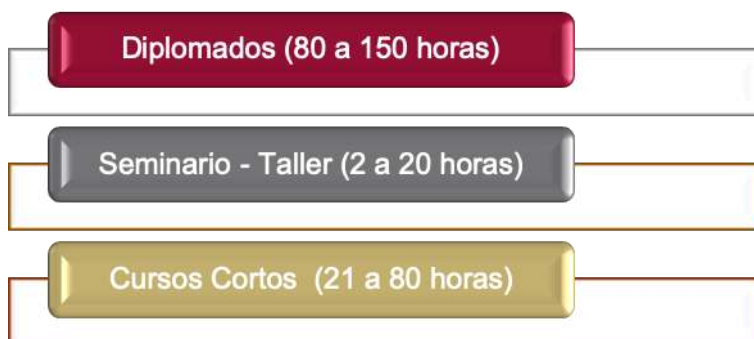 Diplomados (80 a 150 horas)
Seminario - Taller (2 a 20 horas)
Cursos Cortos (21 a 80 horas)